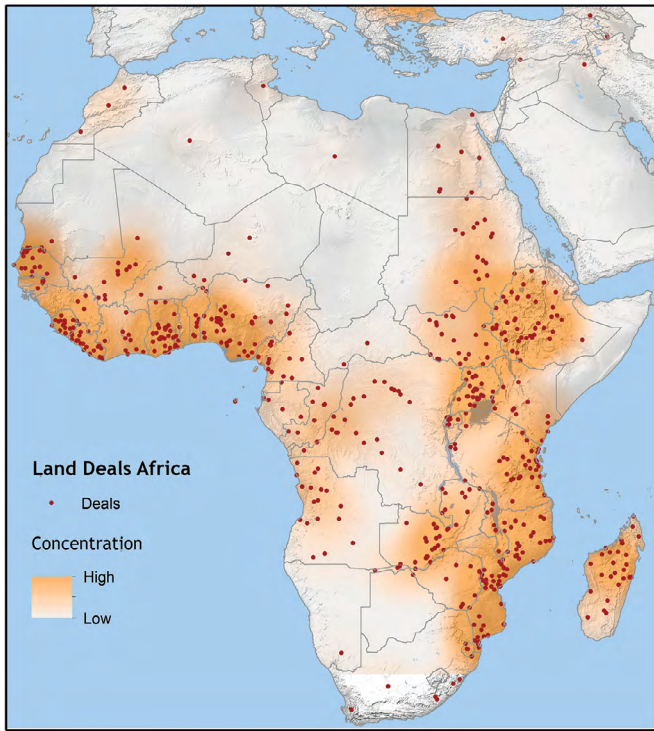 Land Deals Africa
Deals
Concentration
High
Low